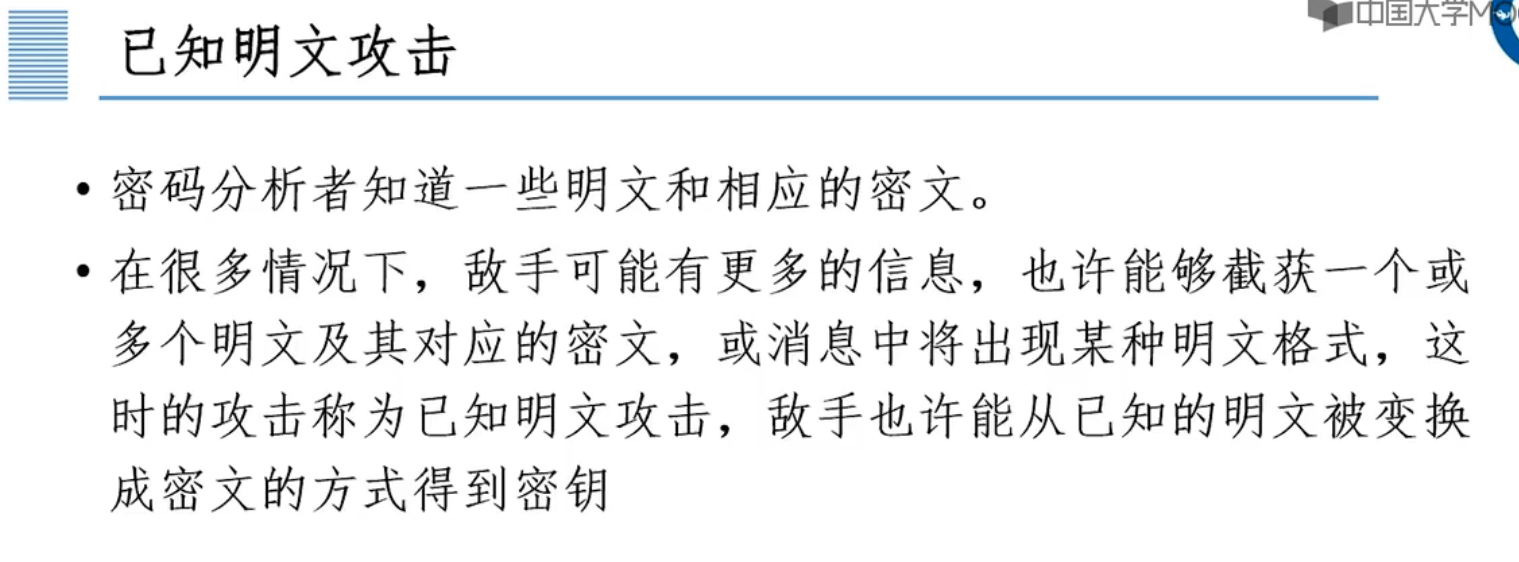 中国大学MOO
已知明文攻击
• 密码分析者知道一些明文和相应的密文。
• 在很多情况下，敌手可能有更多的信息，也许能够截获一个或
多个明文及其对应的密文，或消息中将出现某种明文格式，这
时的攻击称为已知明文攻击，敌手也许能从已知的明文被变换
成密文的方式得到密钥